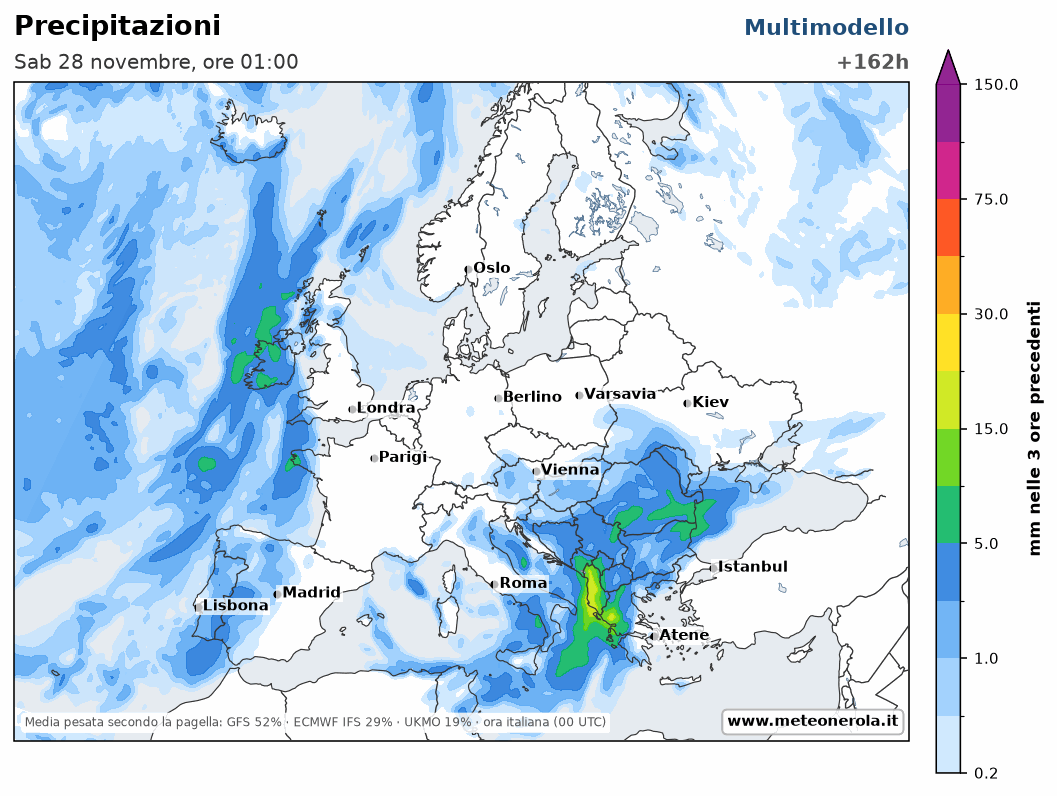 Precipitazioni
Multimodello
Sab 28 novembre, ore 01:00
+162h
150.0
75.0
30.0
15.0
5.0
1.0
0.2
mm nelle 3 ore precedenti
Oslo
Londra
Berlino
Varsavia
Kiev
Parigi
Vienna
Istanbul
Roma
Madrid
Lisbona
Atene
Media pesata secondo la pagella: GFS 52% · ECMWF IFS 29% · UKMO 19% · ora italiana (00 UTC)
www.meteonerola.it